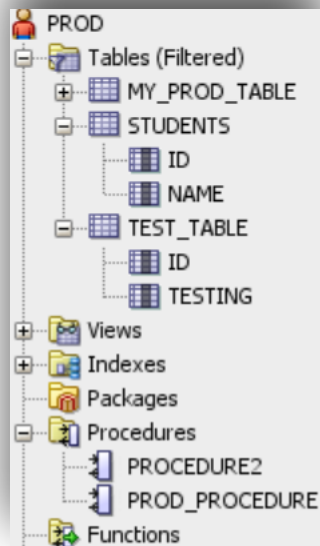 PROD
Tables (Filtered)
MY_PROD_TABLE
STUDENTS
ID
NAME
TEST_TABLE
ID
TESTING
Views
Indexes
Packages
Procedures
PROCEDURE2
PROD_PROCEDURE
Functions